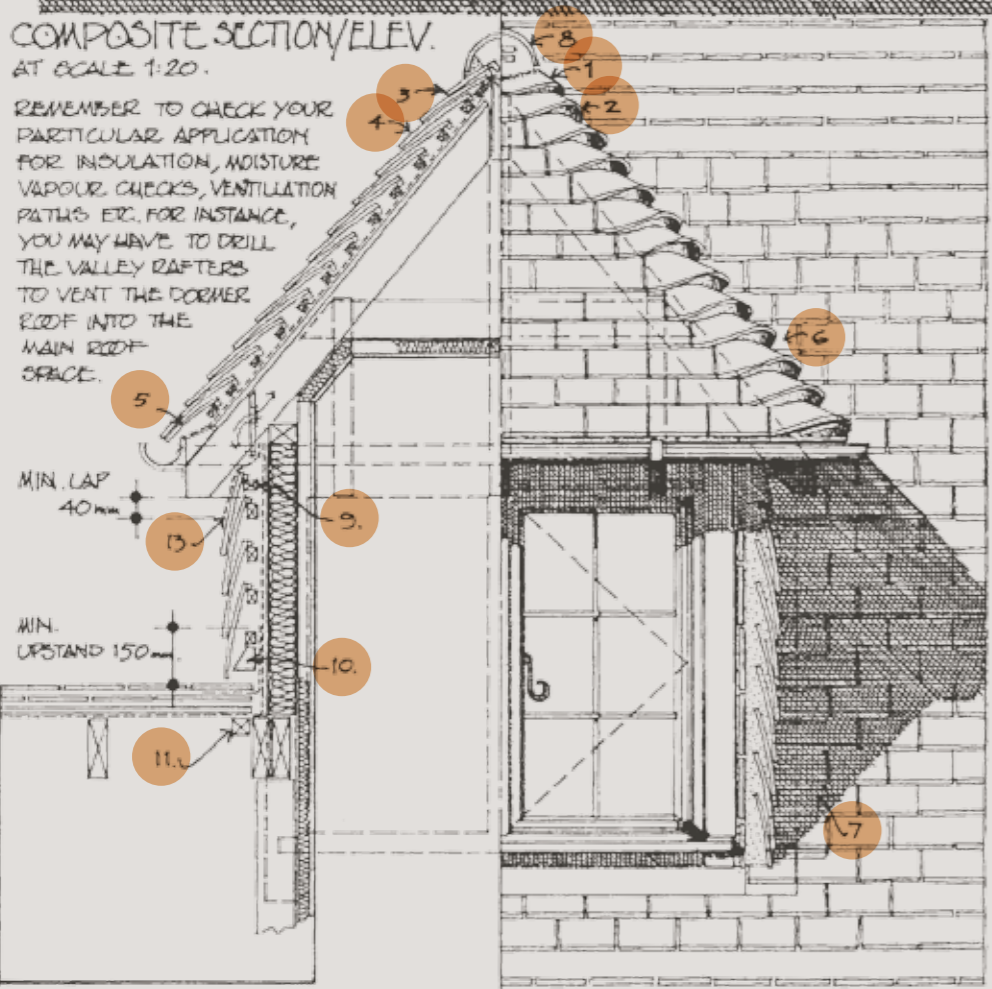 COMPOSITE SECTION/ELEV.
AT SCALE 1:20.
REMEMBER TO CHECK YOUR
PARTICULAR APPLICATION
FOR INSULATION, MOISTURE
VAPOUR CHECKS, VENTILLATION
PATHS ETC. FOR INSTANCE,
YOU MAY HAVE TO DRILL
THE VALLEY RAFTERS
TO VENT THE DORMER
ROOF INTO THE
MAIN ROOF
SPACE.
8
1
2
3
4
6
5
MIN. LAP
40mm
9.
13
MIN.
UPSTAND 150mm
10.
11.
7